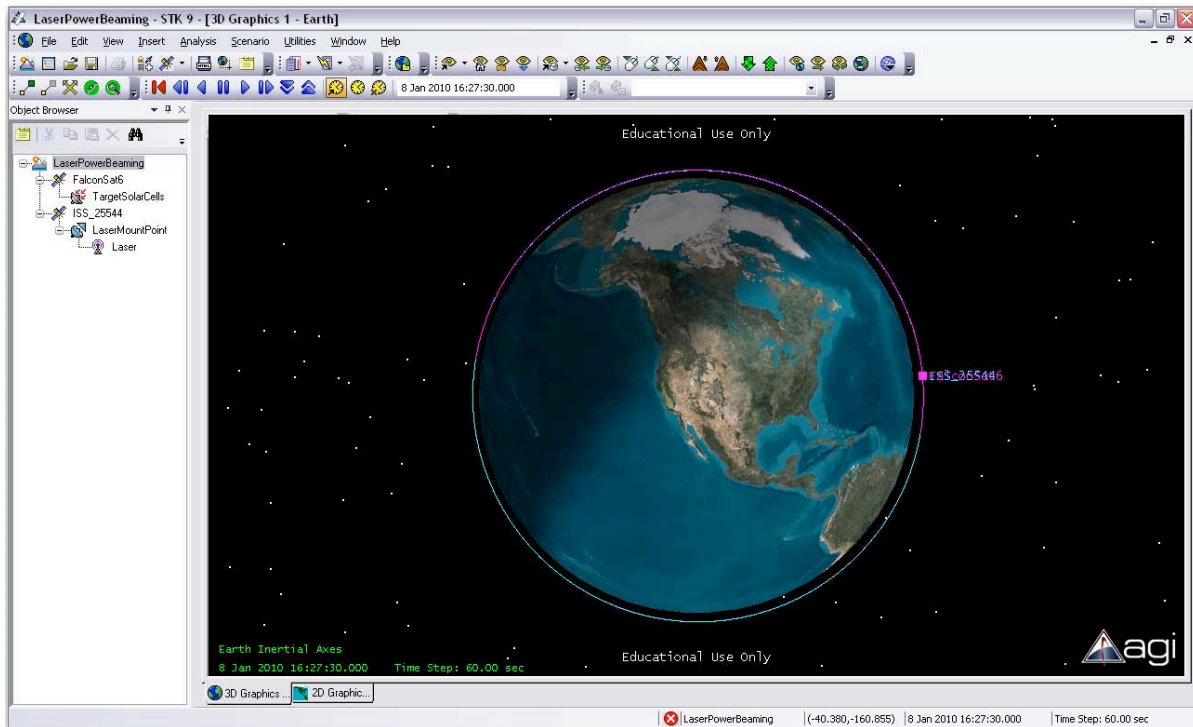 LaserPowerBeaming - STK 9 - [3D Graphics 1 - Earth]
File Edit View Insert Analysis Scenario Utilities Window Help
8 Jan 2010 16:27:30.000
Object Browser
LaserPowerBeaming
FalconSat6
TargetSolarCells
ISS_25544
LaserMountPoint
Laser
Educational Use Only
ISS_25544
Earth Inertial Axes
8 Jan 2010 16:27:30.000 Time Step: 60.00 sec
Educational Use Only
agi
3D Graphics ... 2D Graphic...
LaserPowerBeaming (-40.380,-160.855) 8 Jan 2010 16:27:30.000 Time Step: 60.00 sec